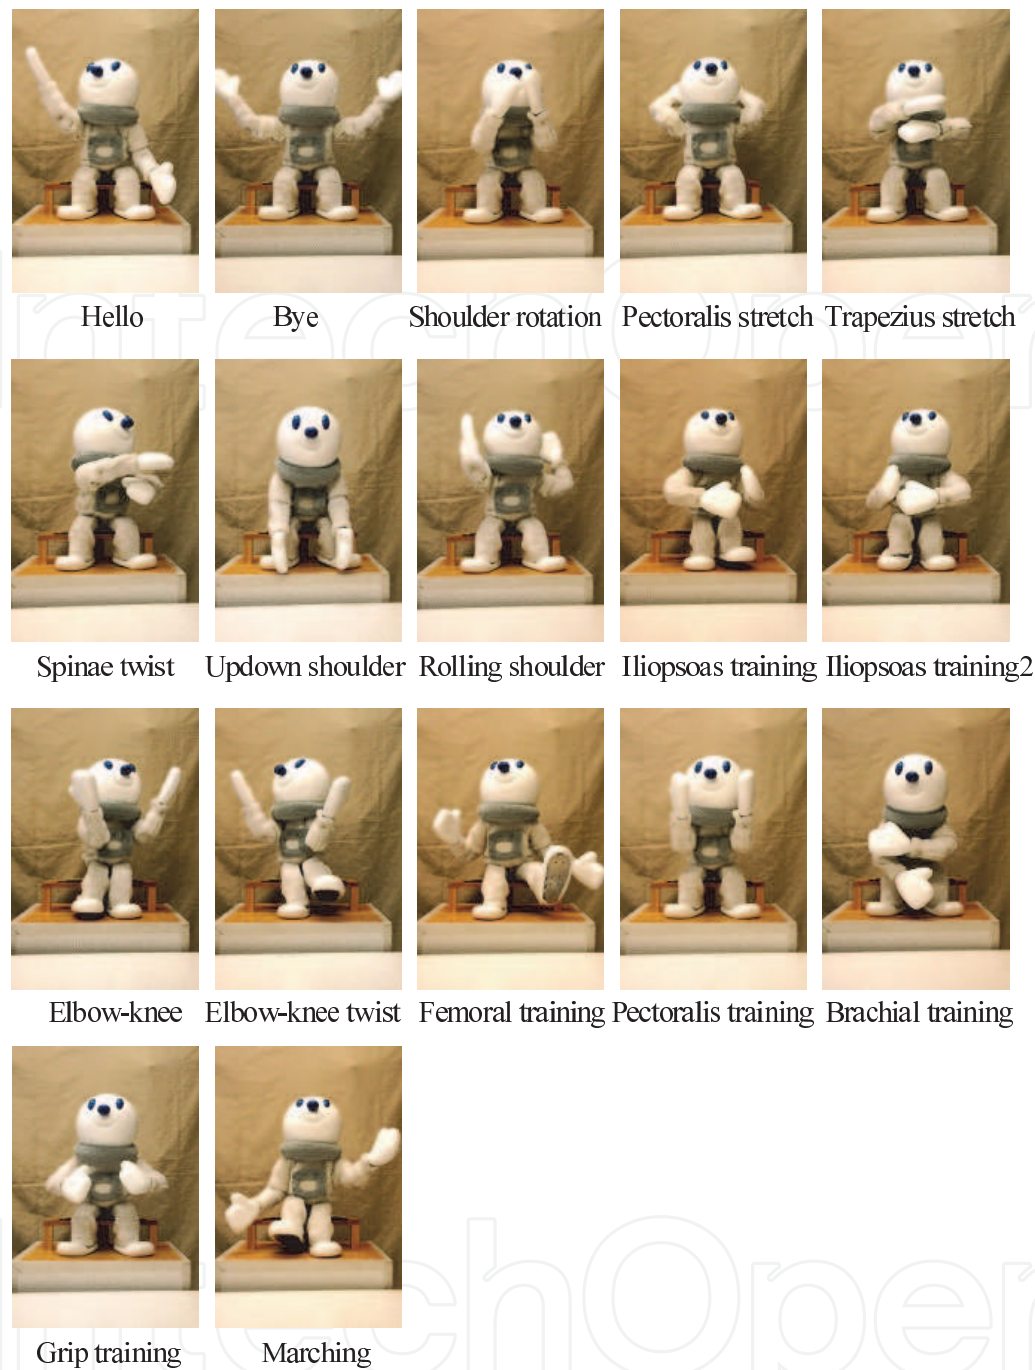 Hello Bye Shoulder rotation Pectoralis stretch Trapezius stretch
Spinae twist Updown shoulder Rolling shoulder Iliopsoas training Iliopsoas training2
Elbow-knee Elbow-knee twist Femoral training Pectoralis training Brachial training
Grip training Marching